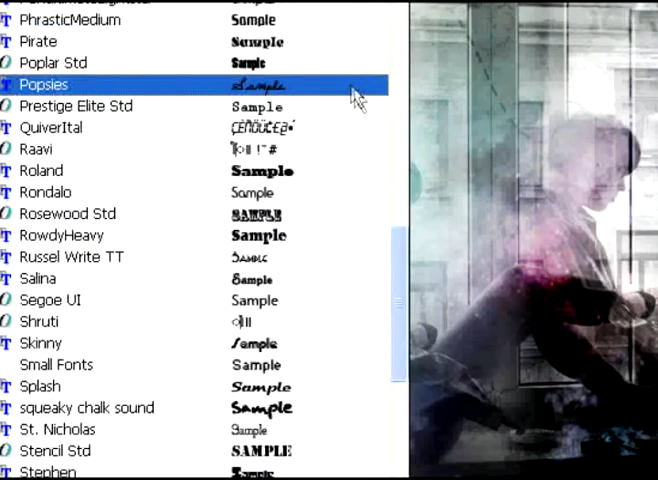 PhrasticMedium Sample
Pirate Sample
Poplar Std Sample
Popsies Sample
Prestige Elite Std Sample
QuiverItal
Raavi
Roland Sample
Rondalo Sample
Rosewood Std SAMPLE
RowdyHeavy Sample
Russel Write TT Sample
Salina Sample
Segoe UI Sample
Shruti
Skinny Sample
Small Fonts Sample
Splash Sample
squeaky chalk sound Sample
St. Nicholas Sample
Stencil Std SAMPLE
Stephen Sample